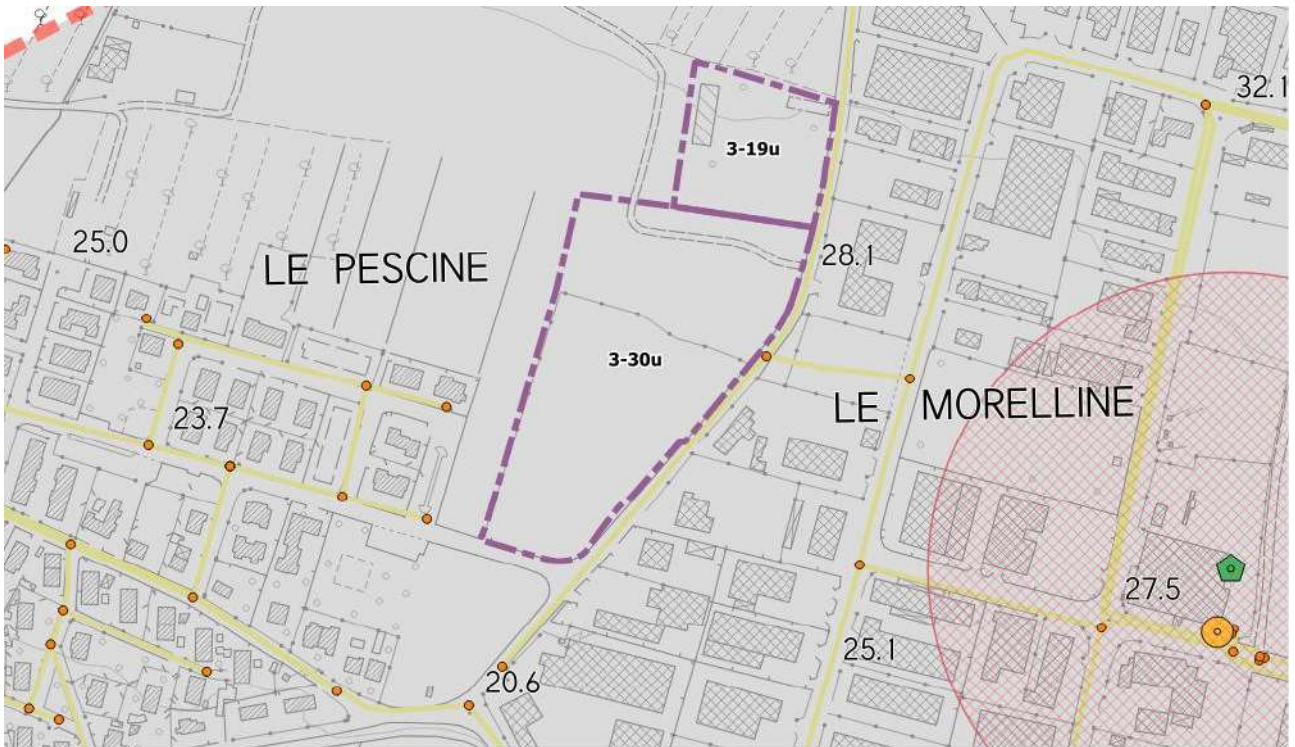 32.1
3-19u
25.0
LE PESCINE
28.1
3-30u
LE MORELLINE
23.7
27.5
25.1
20.6